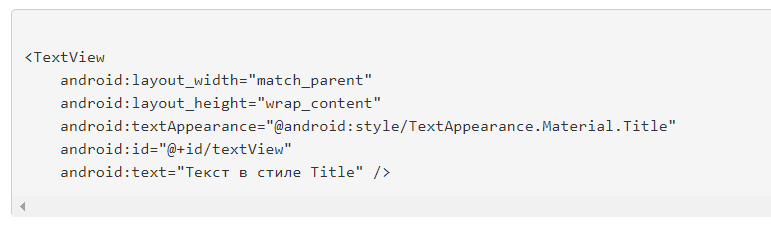 <TextView
android:layout_width="match_parent"
android:layout_height="wrap_content"
android:textAppearance="@android:style/TextAppearance.Material.Title"
android:id="@+id/textView"
android:text="Текст в стиле Title" />